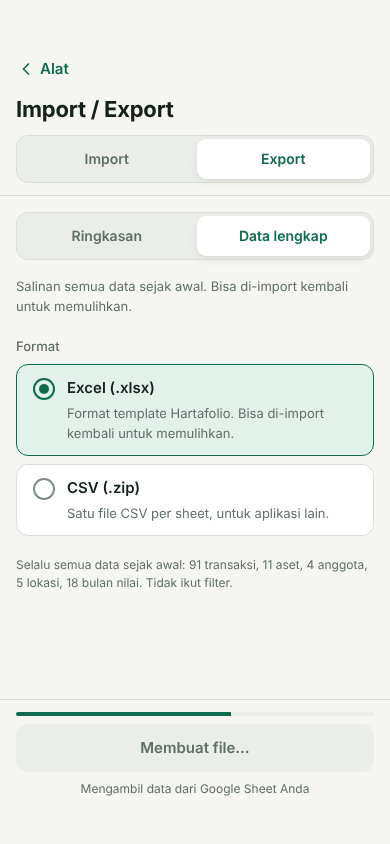 Alat
Import / Export
Import
Export
Ringkasan
Data lengkap
Salinan semua data sejak awal. Bisa di-import kembali
untuk memulihkan.
Format
Excel (.xlsx)
Format template Hartafolio. Bisa di-import
kembali untuk memulihkan.
CSV (.zip)
Satu file CSV per sheet, untuk aplikasi lain.
Selalu semua data sejak awal: 91 transaksi, 11 aset, 4 anggota,
5 lokasi, 18 bulan nilai. Tidak ikut filter.
Membuat file...
Mengambil data dari Google Sheet Anda